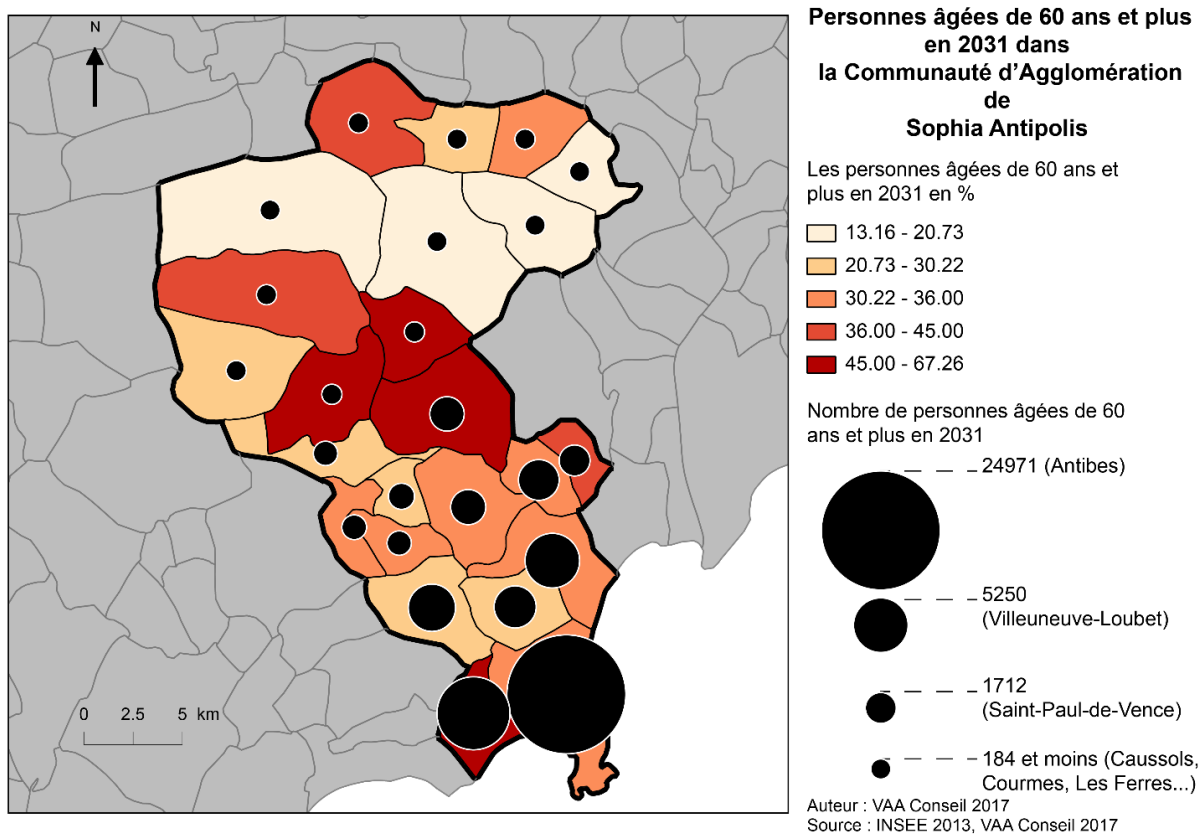 N
0 2.5 5 km
Personnes âgées de 60 ans et plus
en 2031 dans
la Communauté d'Agglomération
de
Sophia Antipolis
Les personnes âgées de 60 ans et
plus en 2031 en %
13.16 - 20.73
20.73 - 30.22
30.22 - 36.00
36.00 - 45.00
45.00 - 67.26
Nombre de personnes âgées de 60
ans et plus en 2031
24971 (Antibes)
5250
(Villeuneuve-Loubet)
1712
(Saint-Paul-de-Vence)
184 et moins (Caussols,
Courmes, Les Ferres...)
Auteur : VAA Conseil 2017
Source : INSEE 2013, VAA Conseil 2017